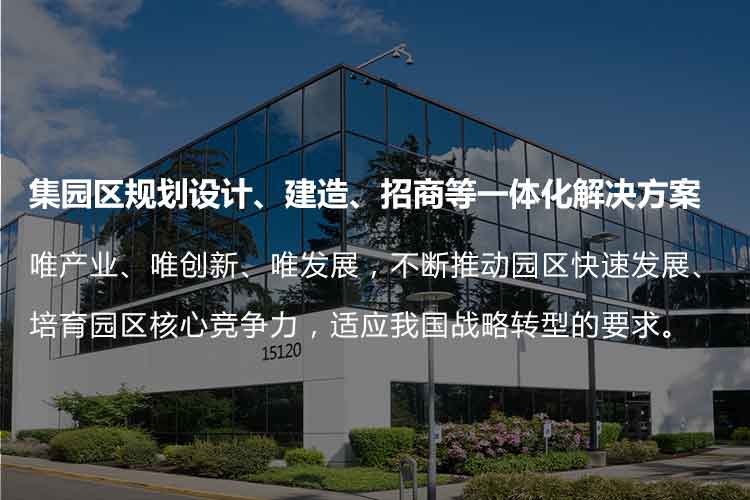 集园区规划设计、建造、招商等一体化解决方案
唯产业、唯创新、唯发展，不断推动园区快速发展、
培育园区核心竞争力，适应我国战略转型的要求。
15120